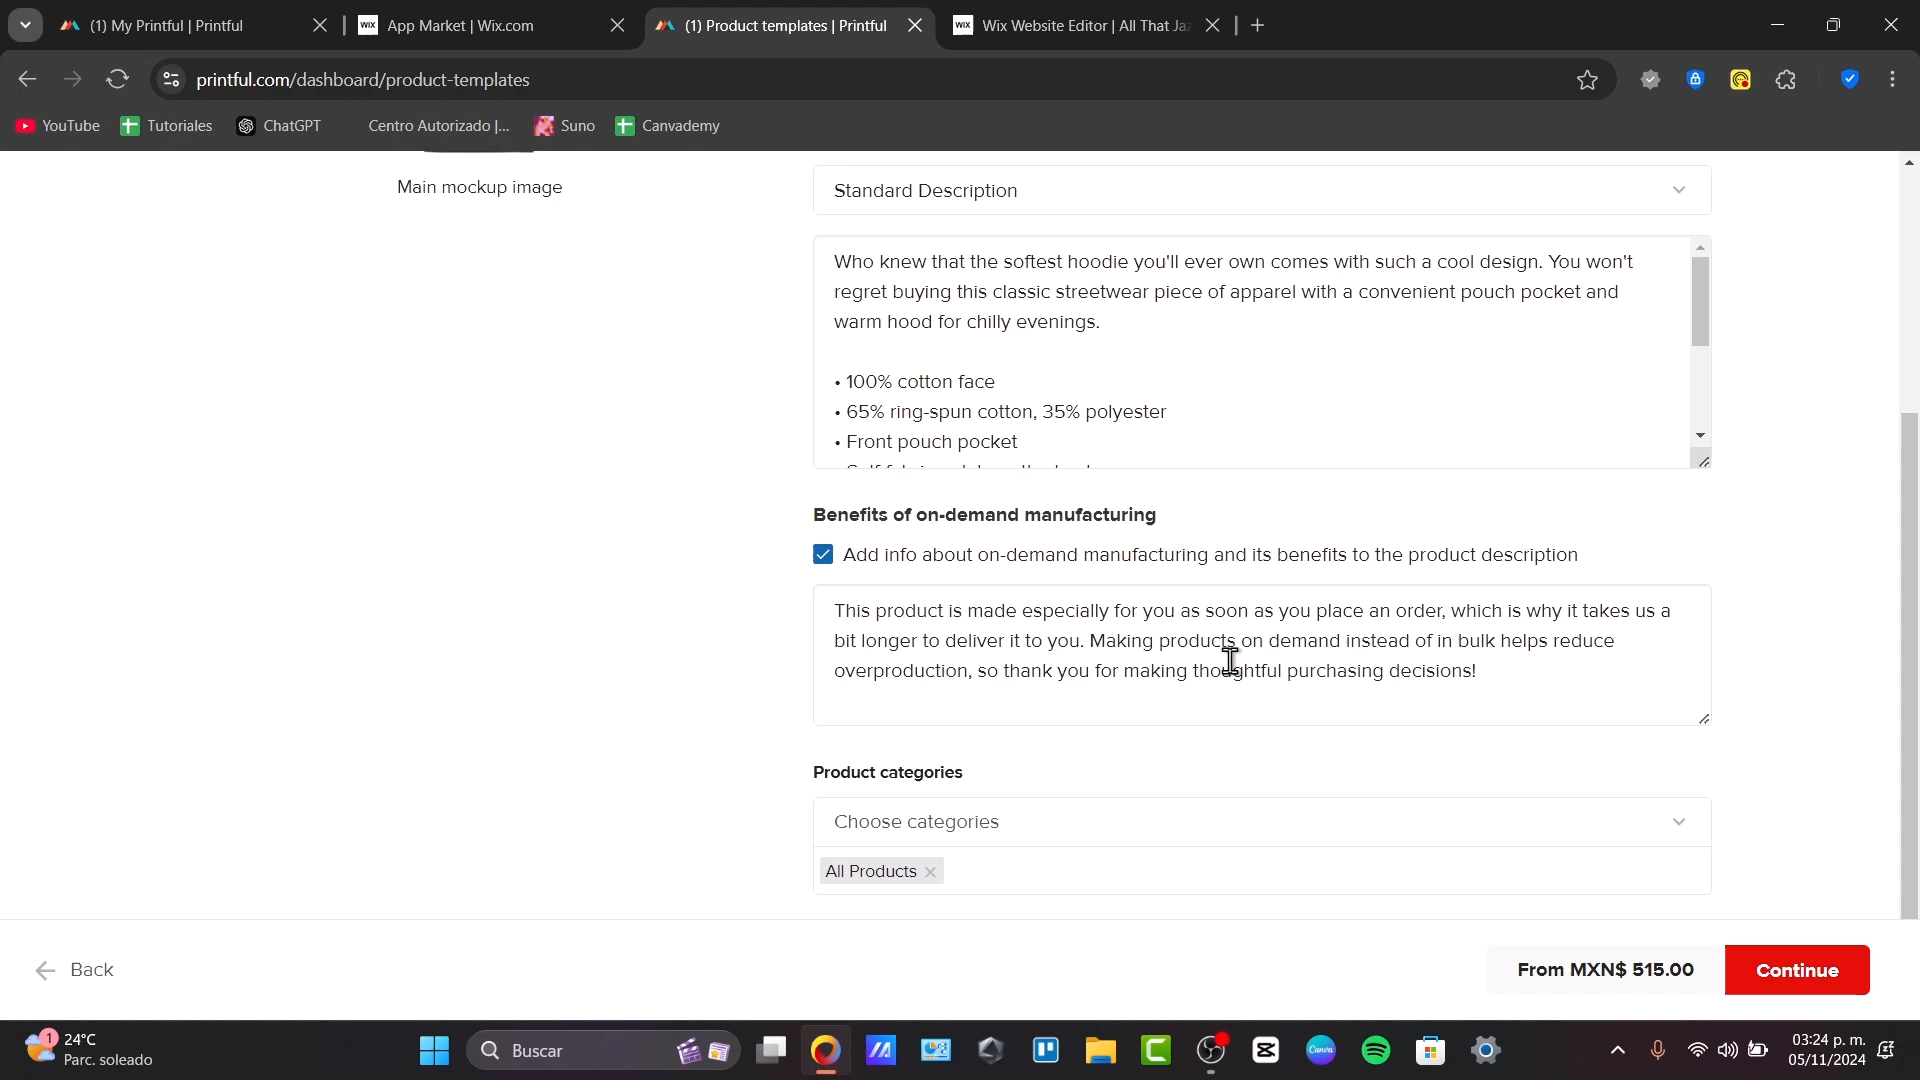 (1) My Printful | Printful
App Market | Wix.com
(1) Product templates | Printful
Wix Website Editor | All That Ja
printful.com/dashboard/product-templates
YouTube
Tutoriales
ChatGPT
Centro Autorizado |...
Suno
Canvademy
Main mockup image
Standard Description
Who knew that the softest hoodie you'll ever own comes with such a cool design. You won't
regret buying this classic streetwear piece of apparel with a convenient pouch pocket and
warm hood for chilly evenings.
• 100% cotton face
• 65% ring-spun cotton, 35% polyester
• Front pouch pocket
Benefits of on-demand manufacturing
Add info about on-demand manufacturing and its benefits to the product description
This product is made especially for you as soon as you place an order, which is why it takes us a
bit longer to deliver it to you. Making products on demand instead of in bulk helps reduce
overproduction, so thank you for making thoughtful purchasing decisions!
Product categories
Choose categories
All Products
Back
From MXN$ 515.00
Continue
1
24°C
Parc. soleado
Buscar
Canva
03:24 p. m.
05/11/2024